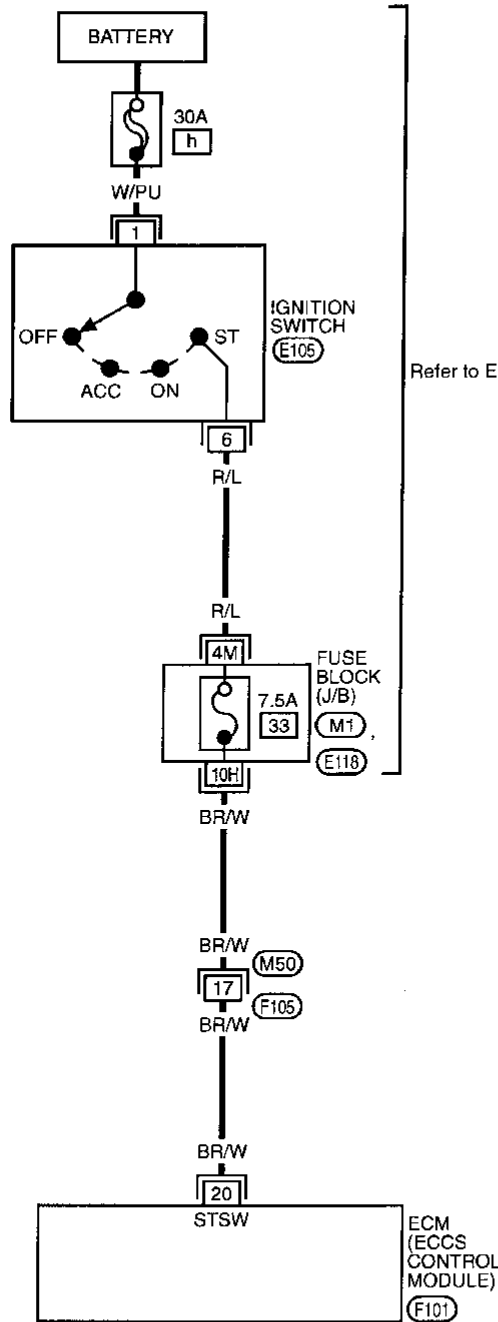 BATTERY
30A
h
W/PU
1
IGNITION
SWITCH
E105
OFF
ST
ACC
ON
Refer to E
6
R/L
R/L
4M
FUSE
BLOCK
(J/B)
7.5A
33
M1 ,
E118
10H
BR/W
BR/W
M50
17
F105
BR/W
BR/W
20
STSW
ECM
(ECCS
CONTROL
MODULE)
F101